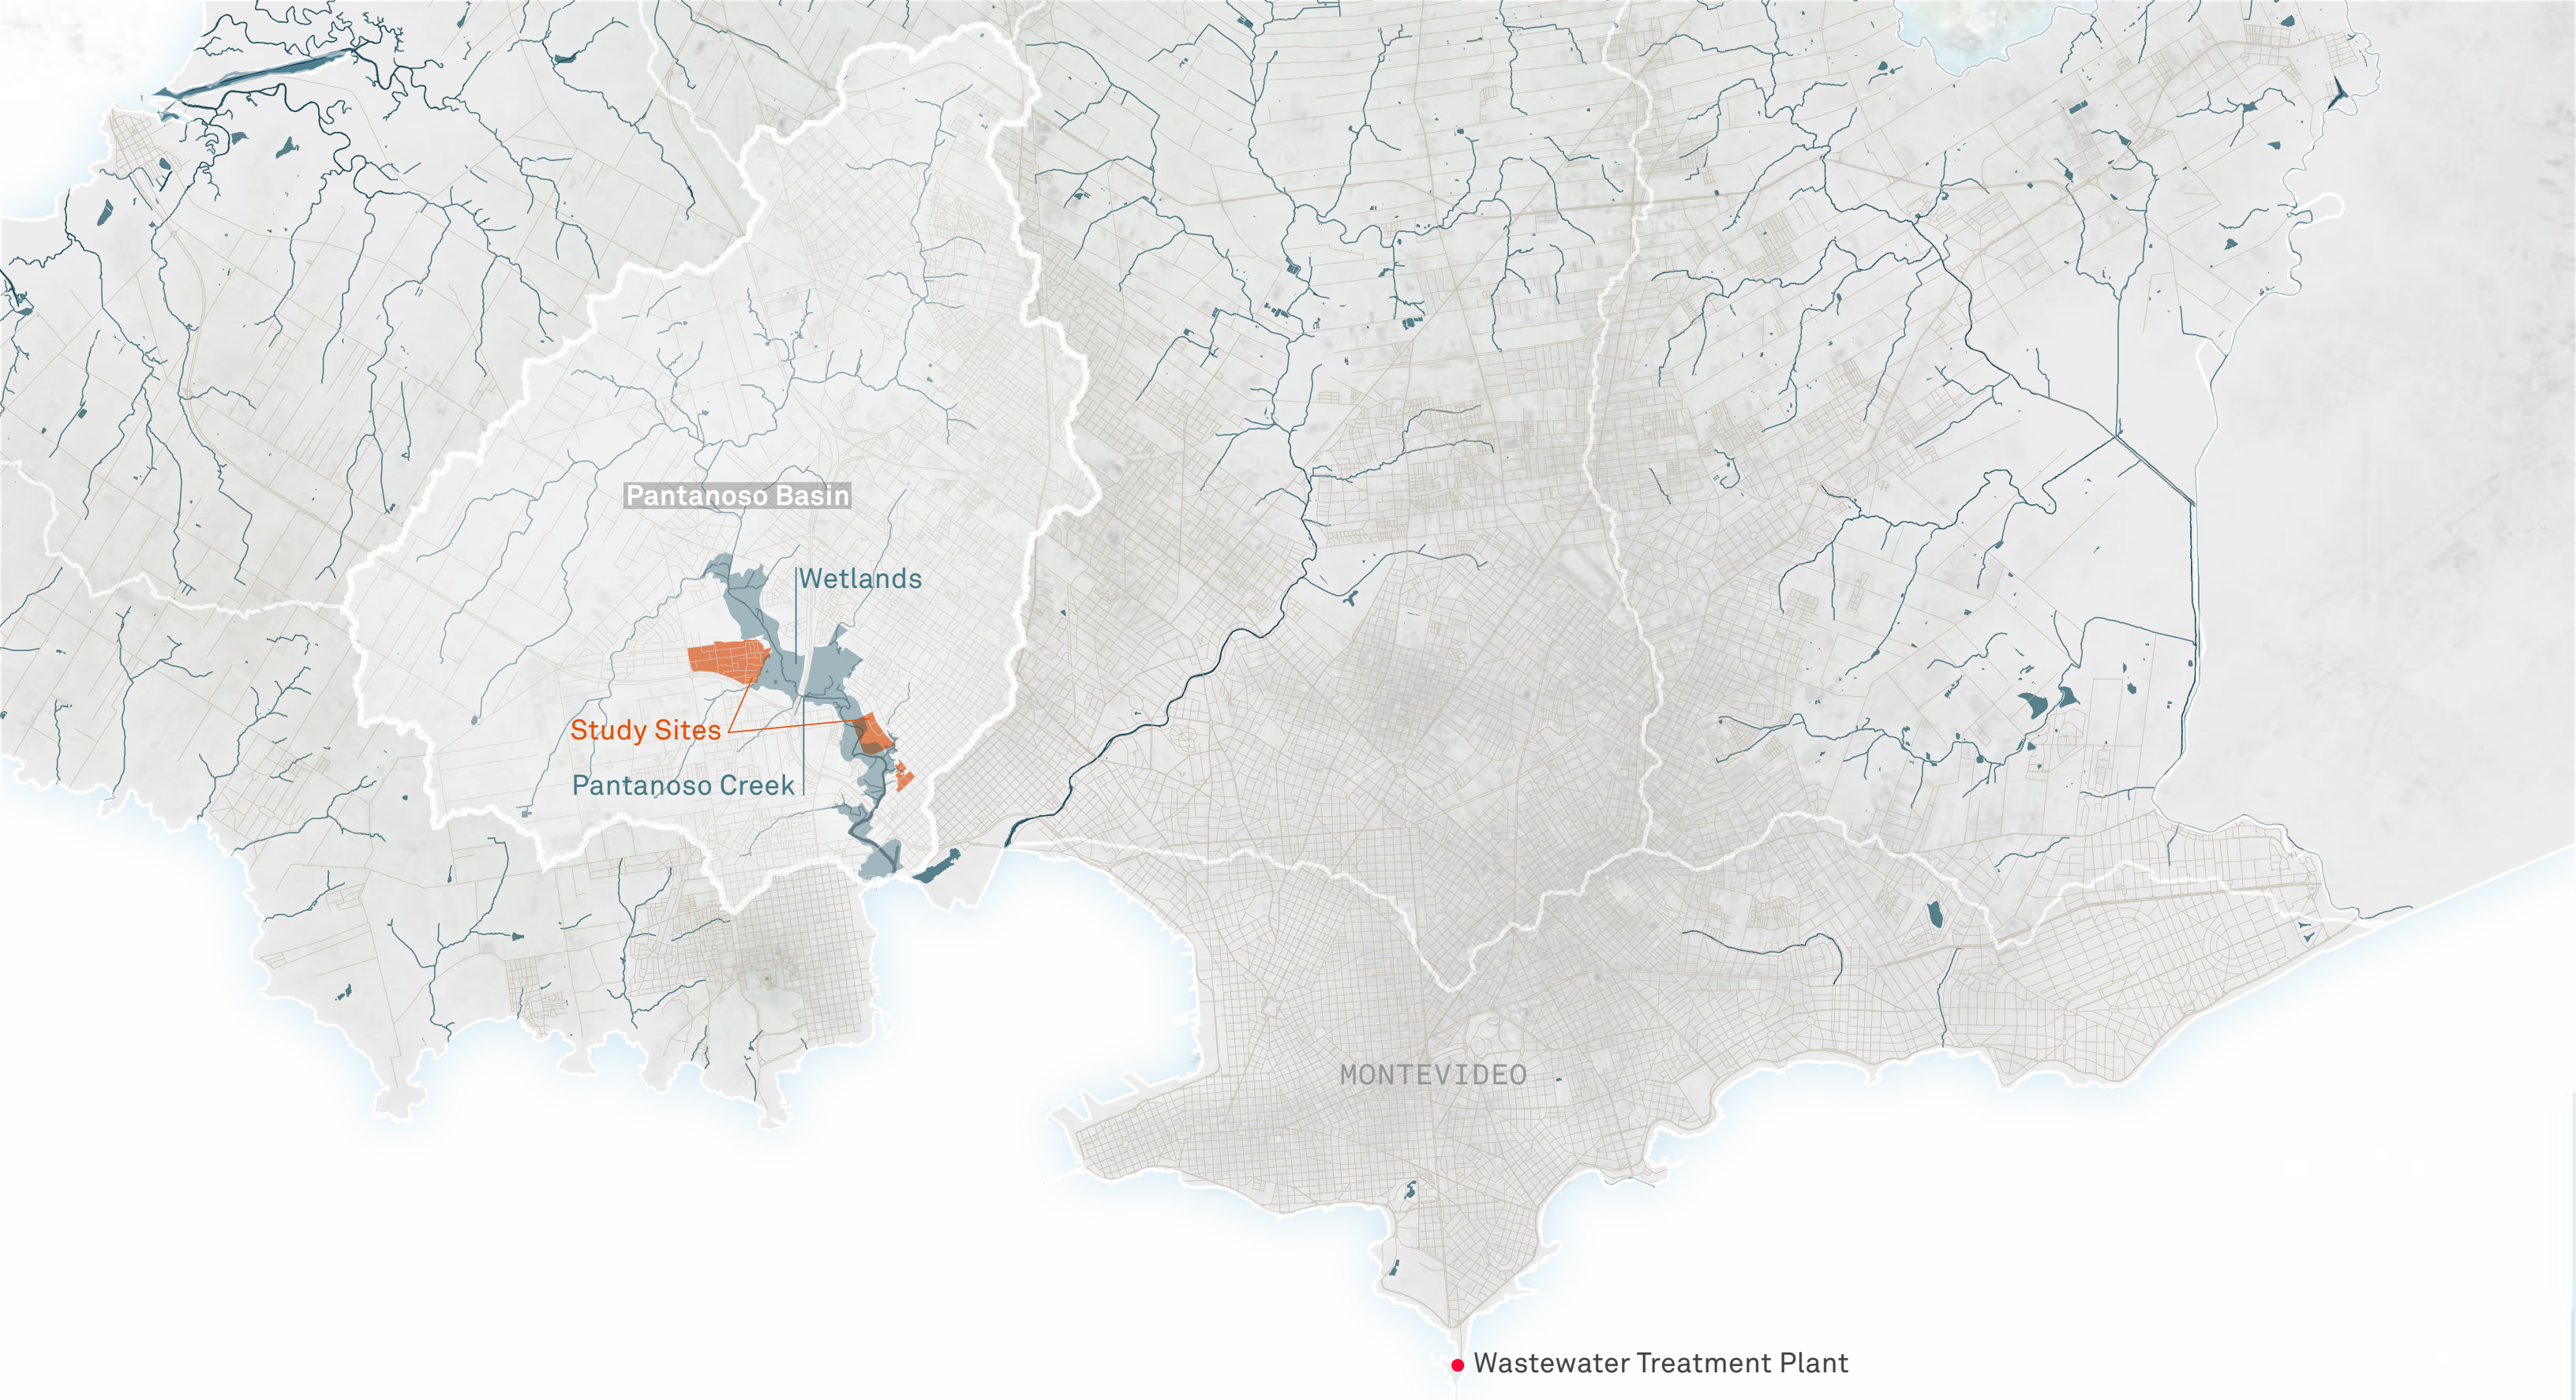 Pantanoso Basin
Wetlands
Study Sites
Pantanoso Creek
MONTEVIDEO
Wastewater Treatment Plant